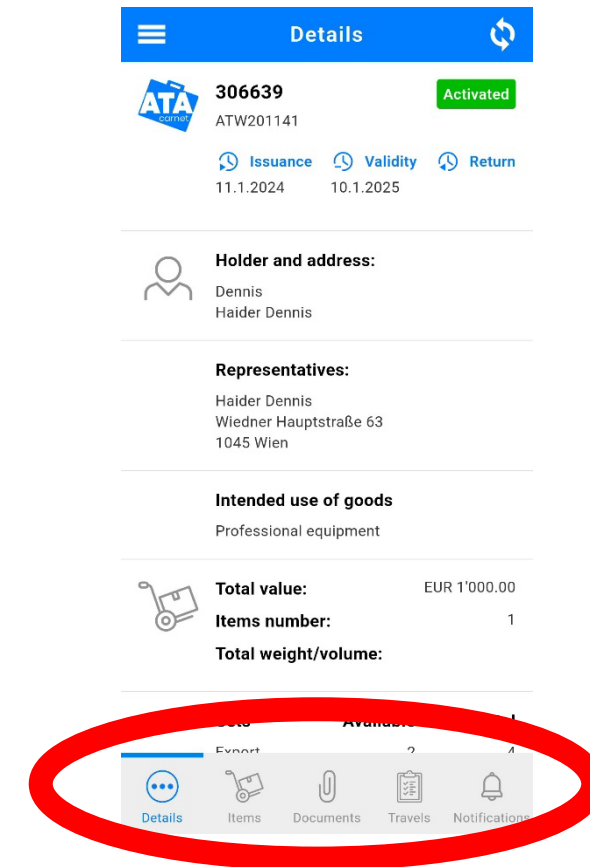 Details
ATA
carnet
306639
Activated
ATW201141
Issuance Validity Return
11.1.2024 10.1.2025
Holder and address:
Dennis
Haider Dennis
Representatives:
Haider Dennis
Wiedner Hauptstraße 63
1045 Wien
Intended use of goods
Professional equipment
Total value: EUR 1'000.00
Items number: 1
Total weight/volume:
Export 2 4
Details Items Documents Travels Notifications